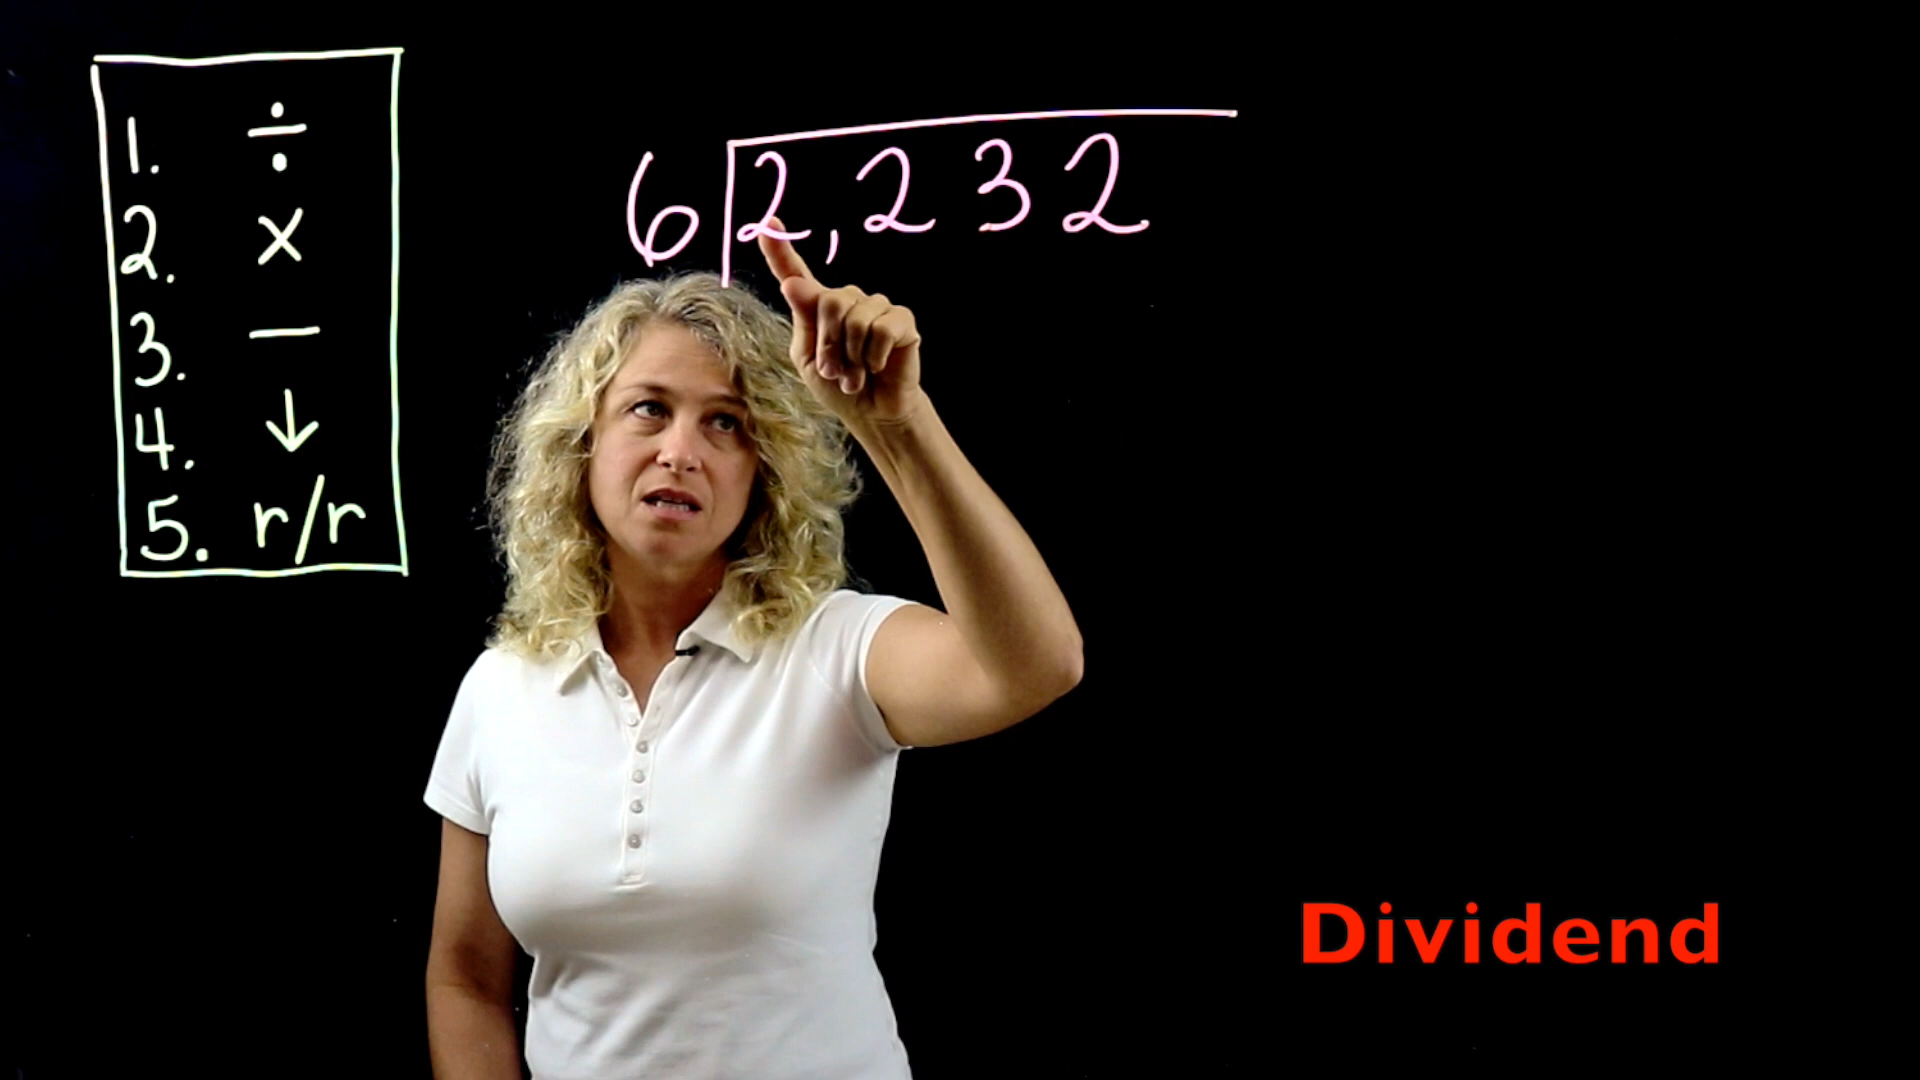 1. ÷
2. x
3. —
4. ↓
5. r/r
6 2,232
Dividend